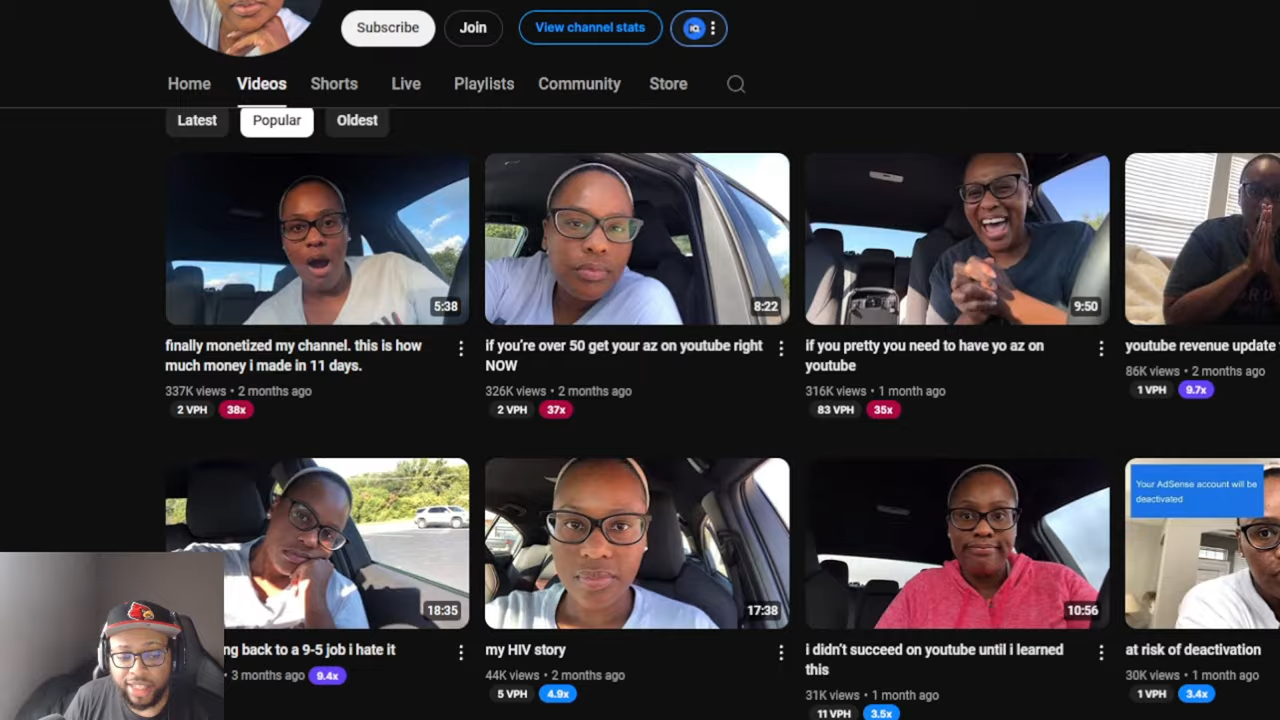 Subscribe
Join
View channel stats
IQ
Home
Videos
Shorts
Live
Playlists
Community
Store
Latest
Popular
Oldest
5:38
8:22
9:50
finally monetized my channel. this is how
much money i made in 11 days.
337K views • 2 months ago
2 VPH
38x
if you're over 50 get your az on youtube right
NOW
326K views • 2 months ago
2 VPH
37x
if you pretty you need to have yo az on
youtube
316K views • 1 month ago
83 VPH
35x
youtube revenue update
86K views • 2 months ago
1 VPH
9.7x
18:35
17:38
10:56
Your AdSense account will be
deactivated
ng back to a 9-5 job i hate it
• 3 months ago
9.4x
my HIV story
44K views • 2 months ago
5 VPH
4.9x
i didn't succeed on youtube until i learned
this
31K views • 1 month ago
11 VPH
3.5x
at risk of deactivation
30K views • 1 month ago
1 VPH
3.4x